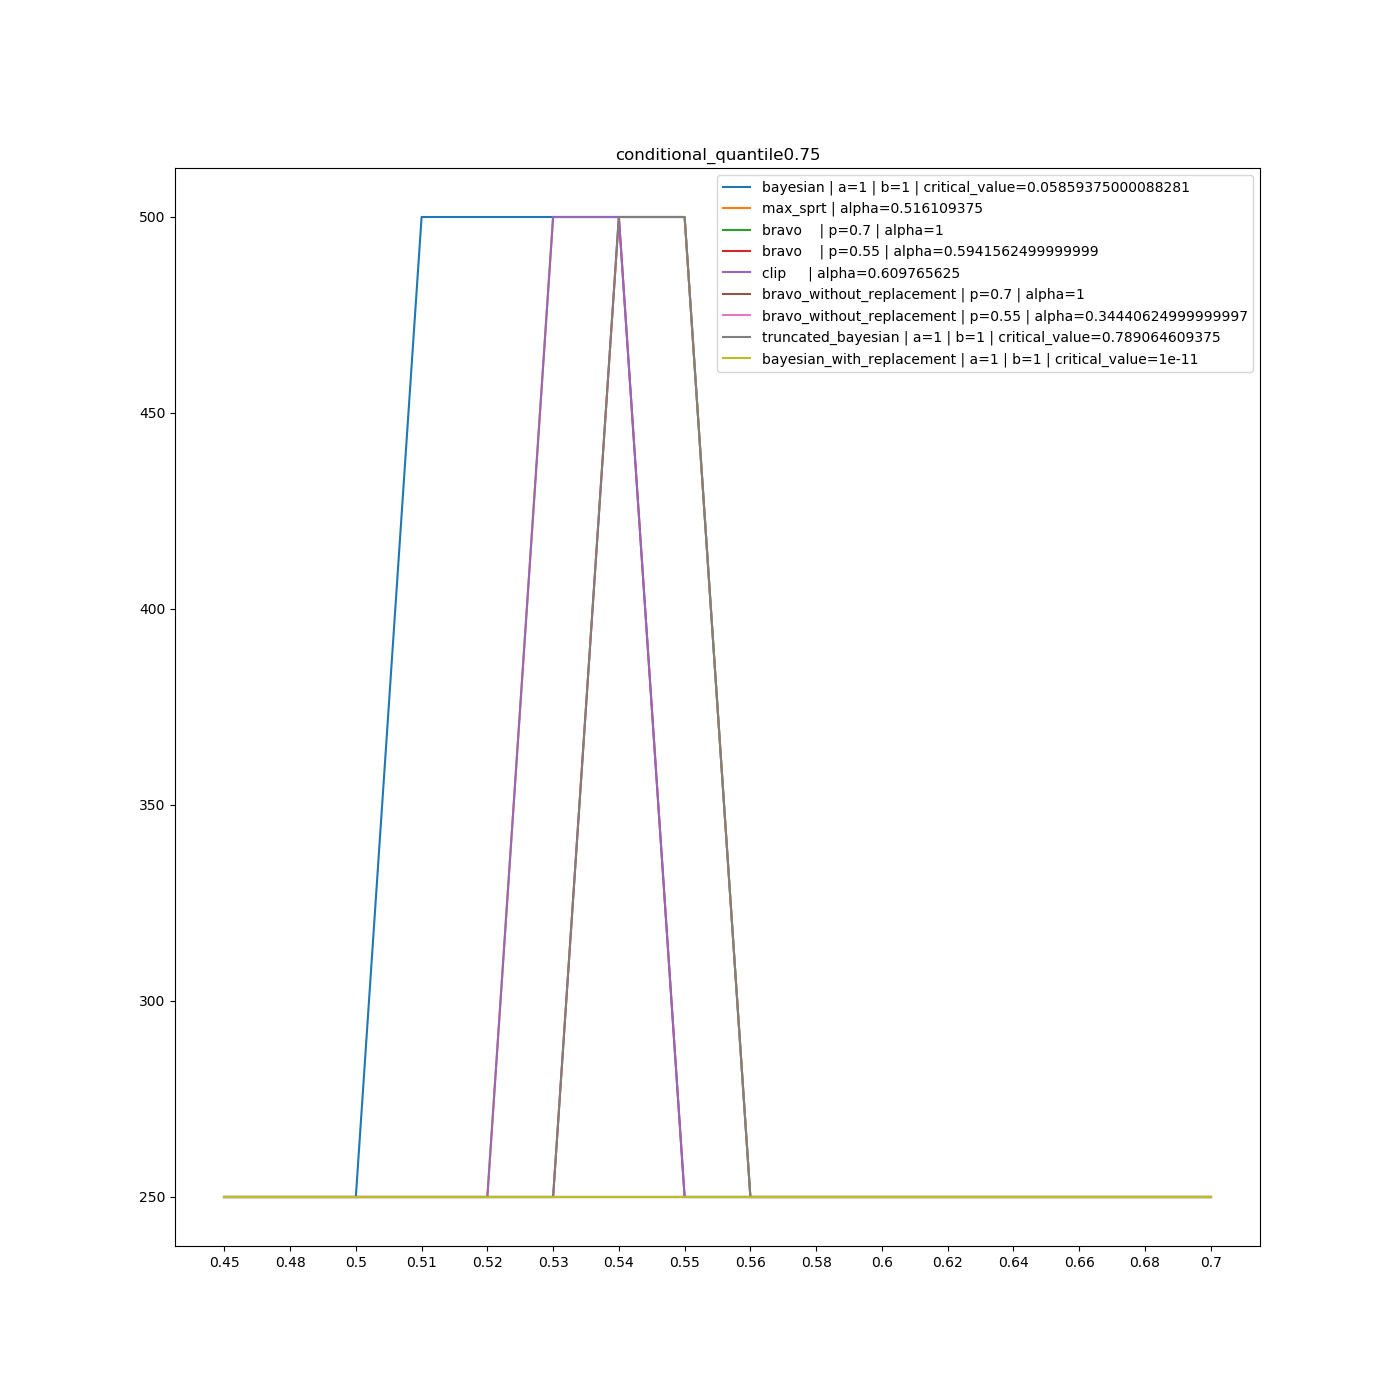 conditional_quantile0.75
bayesian | a=1 | b=1 | critical_value=0.05859375000088281
max_sprt | alpha=0.516109375
bravo    | p=0.7 | alpha=1
bravo    | p=0.55 | alpha=0.5941562499999999
clip     | alpha=0.609765625
bravo_without_replacement | p=0.7 | alpha=1
bravo_without_replacement | p=0.55 | alpha=0.34440624999999997
truncated_bayesian | a=1 | b=1 | critical_value=0.789064609375
bayesian_with_replacement | a=1 | b=1 | critical_value=1e-11
500
450
400
350
300
250
0.45 0.48 0.5 0.51 0.52 0.53 0.54 0.55 0.56 0.58 0.6 0.62 0.64 0.66 0.68 0.7